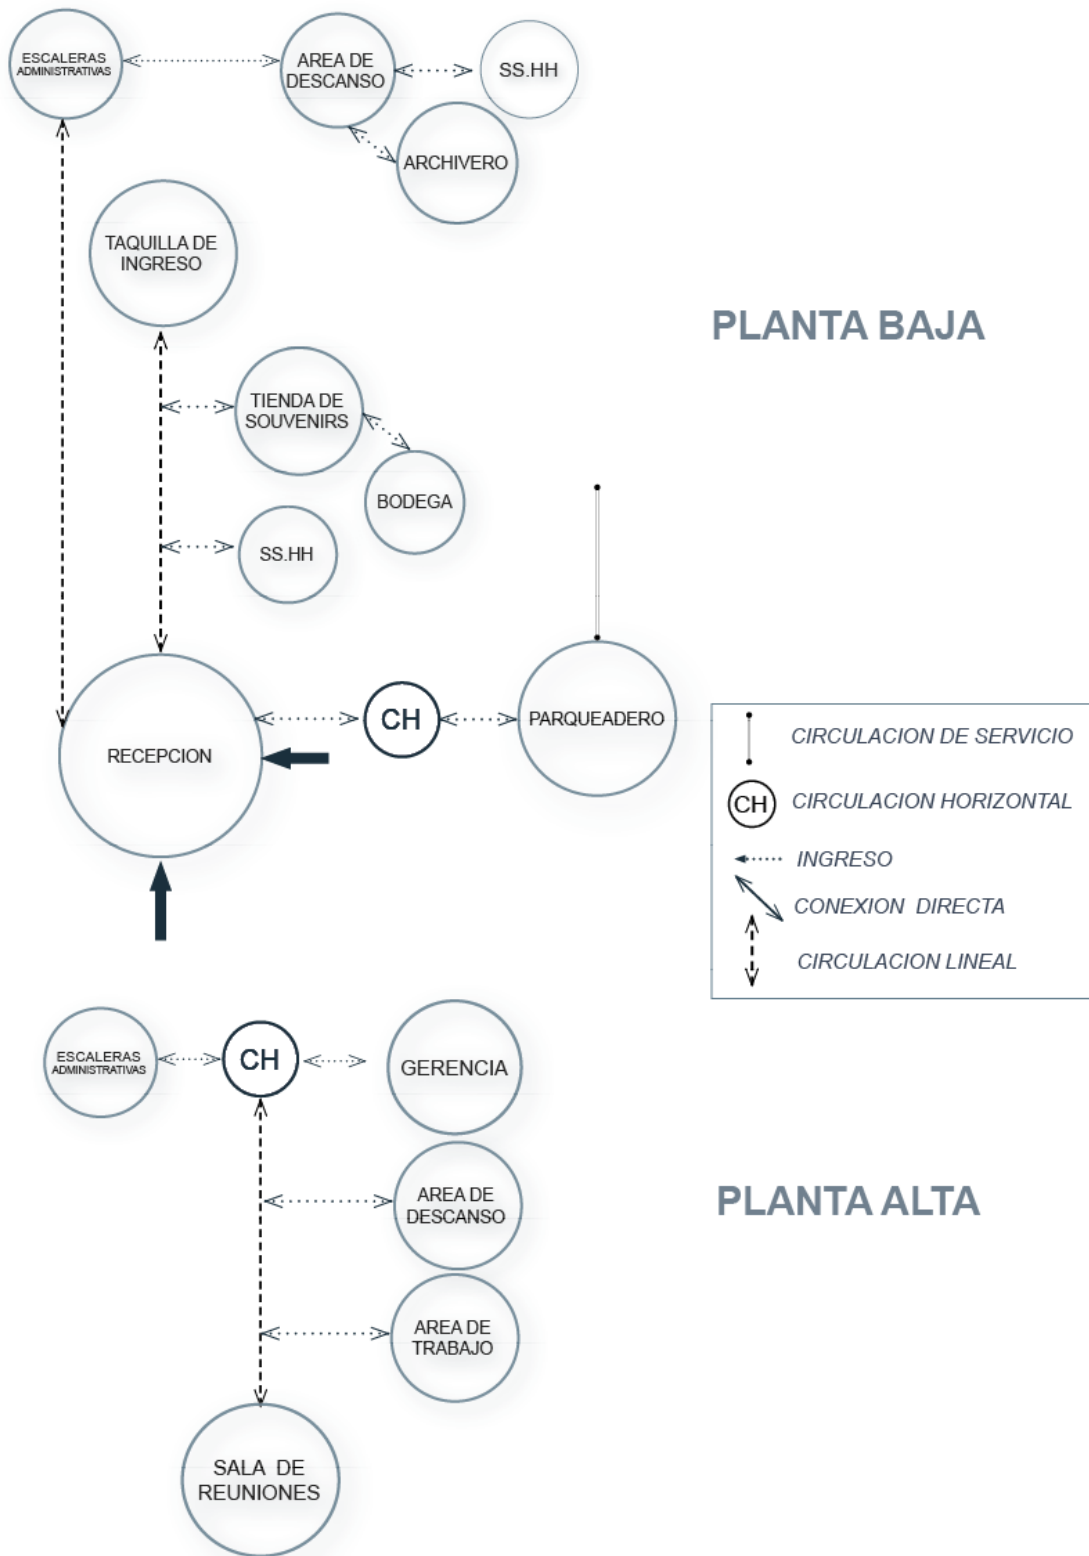 ESCALERAS
ADMINISTRATIVAS
AREA DE
DESCANSO
SS.HH
ARCHIVERO
TAQUILLA DE
INGRESO
PLANTA BAJA
TIENDA DE
SOUVENIRS
BODEGA
SS.HH
RECEPCION
CH
PARQUEADERO
CIRCULACION DE SERVICIO
CH
CIRCULACION HORIZONTAL
INGRESO
CONEXION DIRECTA
CIRCULACION LINEAL
ESCALERAS
ADMINISTRATIVAS
CH
GERENCIA
AREA DE
DESCANSO
PLANTA ALTA
AREA DE
TRABAJO
SALA DE
REUNIONES